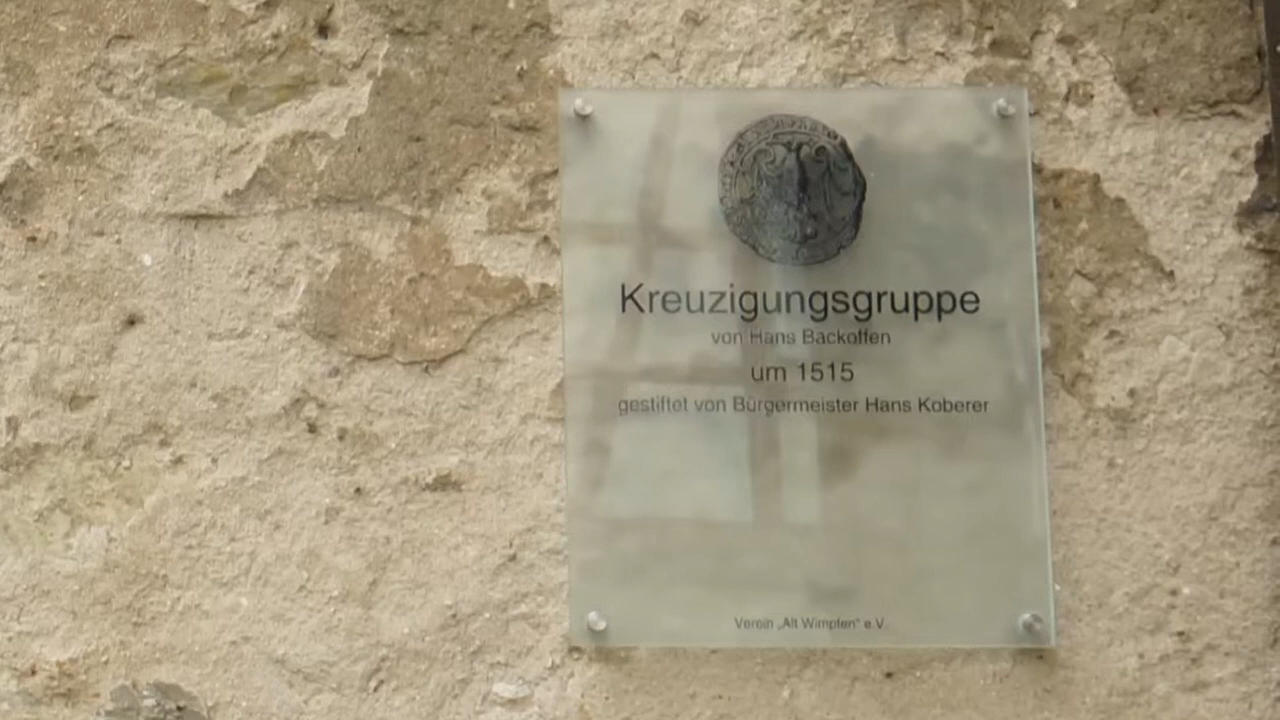 Kreuzigungsgruppe
von Hans Backoffen
um 1515
gestiftet von Bürgermeister Hans Koberer
Verein „Alt Wimpfen“ e.V.